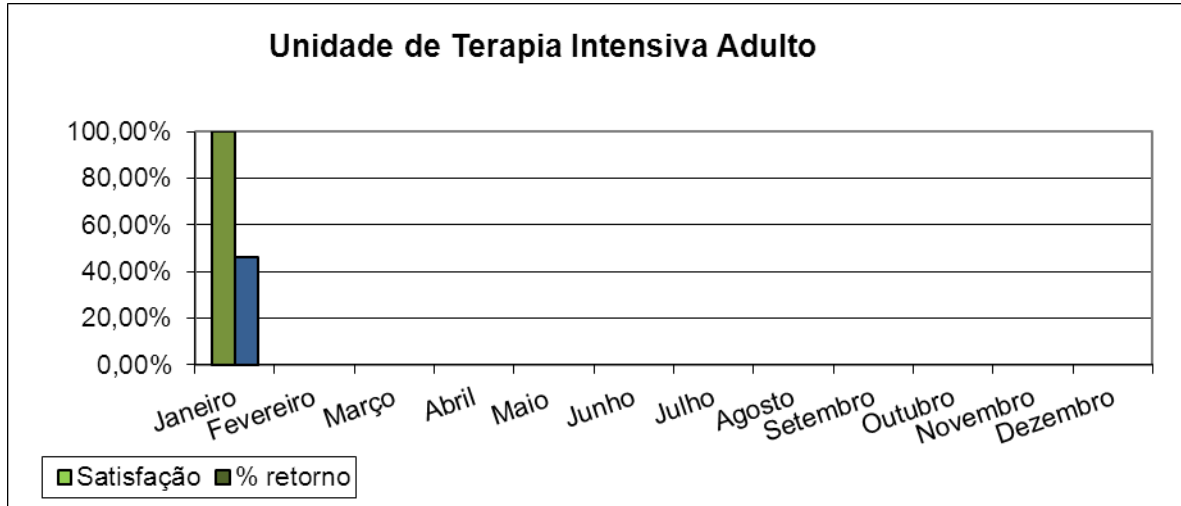 Unidade de Terapia Intensiva Adulto
100,00%
80,00%
60,00%
40,00%
20,00%
0,00%
Janeiro
Fevereiro
Março
Abril
Maio
Junho
Julho
Agosto
Setembro
Outubro
Novembro
Dezembro
Satisfação % retorno